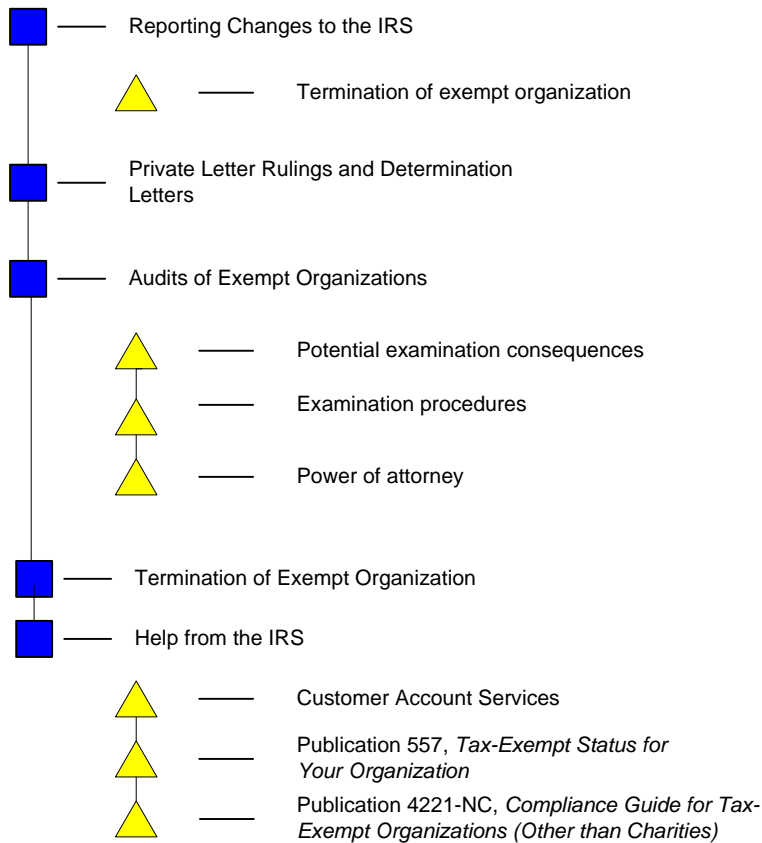 Reporting Changes to the IRS
Termination of exempt organization
Private Letter Rulings and Determination
Letters
Audits of Exempt Organizations
Potential examination consequences
Examination procedures
Power of attorney
Termination of Exempt Organization
Help from the IRS
Customer Account Services
Publication 557, Tax-Exempt Status for
Your Organization
Publication 4221-NC, Compliance Guide for Tax-
Exempt Organizations (Other than Charities)